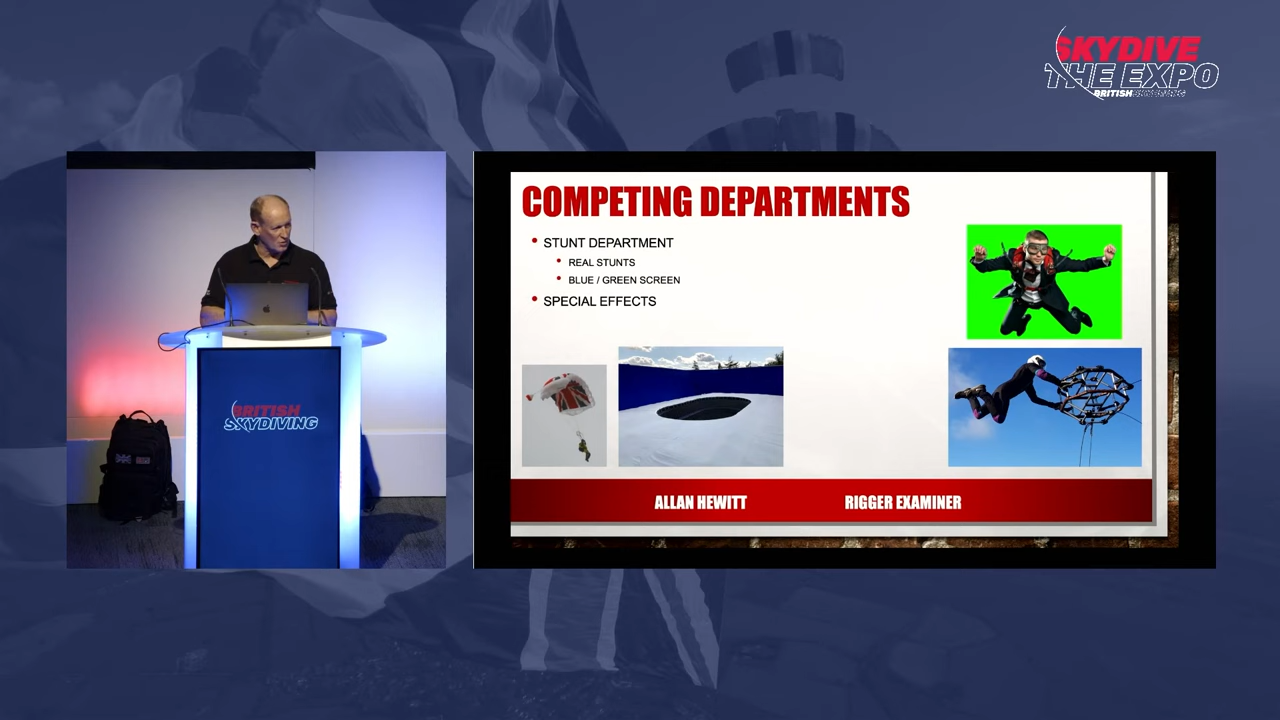 SKYDIVE
THE EXPO
BRITISH SKYDIVING
COMPETING DEPARTMENTS
STUNT DEPARTMENT
REAL STUNTS
BLUE / GREEN SCREEN
SPECIAL EFFECTS
ALLAN HEWITT RIGGER EXAMINER
BRITISH
SKYDIVING